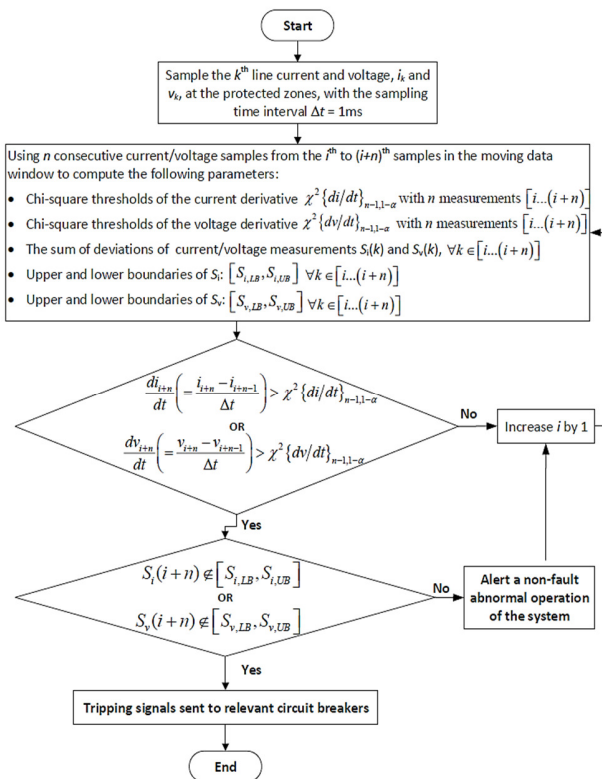 Start
Sample the kth line current and voltage, ik and
vk, at the protected zones, with the sampling
time interval Δt = 1ms
Using n consecutive current/voltage samples from the ith to (i+n)th samples in the moving data
window to compute the following parameters:
• Chi-square thresholds of the current derivative χ²{di/dt}n−1,1−α with n measurements [i...(i+n)]
• Chi-square thresholds of the voltage derivative χ²{dv/dt}n−1,1−α with n measurements [i...(i+n)]
• The sum of deviations of current/voltage measurements Si(k) and Sv(k), ∀k∈[i...(i+n)]
• Upper and lower boundaries of Si: [Si,LB, Si,UB] ∀k∈[i...(i+n)]
• Upper and lower boundaries of Sv: [Sv,LB, Sv,UB] ∀k∈[i...(i+n)]
di i+n/dt (= (i i+n − i i+n−1)/Δt) > χ²{di/dt}n−1,1−α
OR
dv i+n/dt (= (v i+n − v i+n−1)/Δt) > χ²{dv/dt}n−1,1−α
No
Increase i by 1
Yes
Si(i+n)∉[Si,LB, Si,UB]
OR
Sv(i+n)∉[Sv,LB, Sv,UB]
No
Alert a non-fault
abnormal operation
of the system
Yes
Tripping signals sent to relevant circuit breakers
End